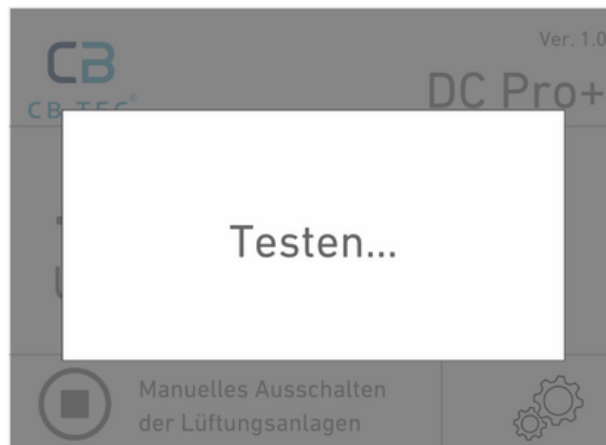 Ver. 1.0
CB
DC Pro+
CB TEC®
Testen...
Manuelles Ausschalten
der Lüftungsanlagen